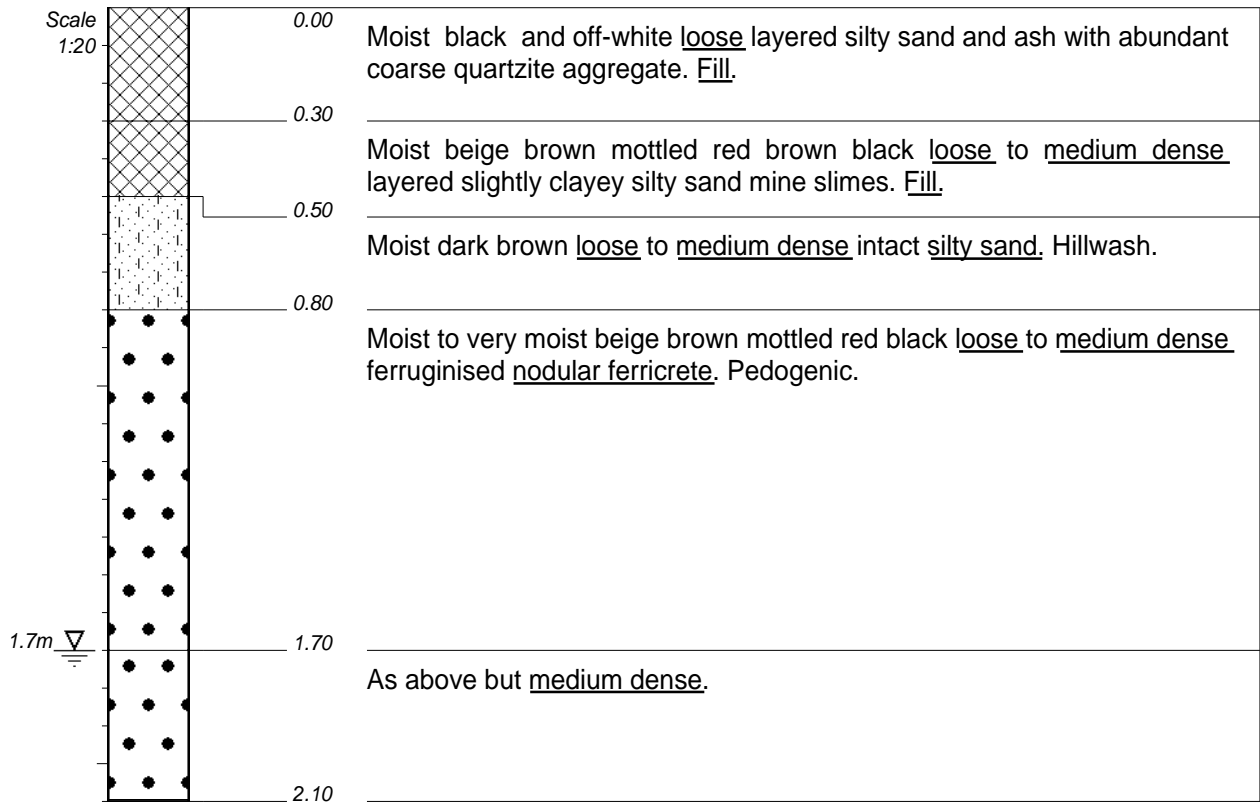 Scale
1:20
0.00
Moist black and off-white loose layered silty sand and ash with abundant
coarse quartzite aggregate. Fill.
0.30
Moist beige brown mottled red brown black loose to medium dense
layered slightly clayey silty sand mine slimes. Fill.
0.50
Moist dark brown loose to medium dense intact silty sand. Hillwash.
0.80
Moist to very moist beige brown mottled red black loose to medium dense
ferruginised nodular ferricrete. Pedogenic.
1.7m
1.70
As above but medium dense.
2.10